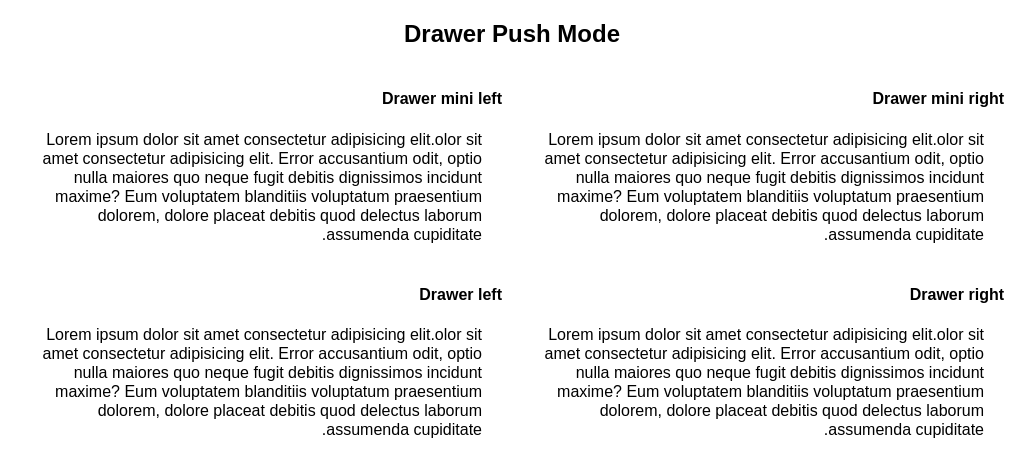 Drawer Push Mode
Drawer mini left
Lorem ipsum dolor sit amet consectetur adipisicing elit.olor sit
amet consectetur adipisicing elit. Error accusantium odit, optio
nulla maiores quo neque fugit debitis dignissimos incidunt
maxime? Eum voluptatem blanditiis voluptatum praesentium
dolorem, dolore placeat debitis quod delectus laborum
.assumenda cupiditate
Drawer mini right
Lorem ipsum dolor sit amet consectetur adipisicing elit.olor sit
amet consectetur adipisicing elit. Error accusantium odit, optio
nulla maiores quo neque fugit debitis dignissimos incidunt
maxime? Eum voluptatem blanditiis voluptatum praesentium
dolorem, dolore placeat debitis quod delectus laborum
.assumenda cupiditate
Drawer left
Lorem ipsum dolor sit amet consectetur adipisicing elit.olor sit
amet consectetur adipisicing elit. Error accusantium odit, optio
nulla maiores quo neque fugit debitis dignissimos incidunt
maxime? Eum voluptatem blanditiis voluptatum praesentium
dolorem, dolore placeat debitis quod delectus laborum
.assumenda cupiditate
Drawer right
Lorem ipsum dolor sit amet consectetur adipisicing elit.olor sit
amet consectetur adipisicing elit. Error accusantium odit, optio
nulla maiores quo neque fugit debitis dignissimos incidunt
maxime? Eum voluptatem blanditiis voluptatum praesentium
dolorem, dolore placeat debitis quod delectus laborum
.assumenda cupiditate